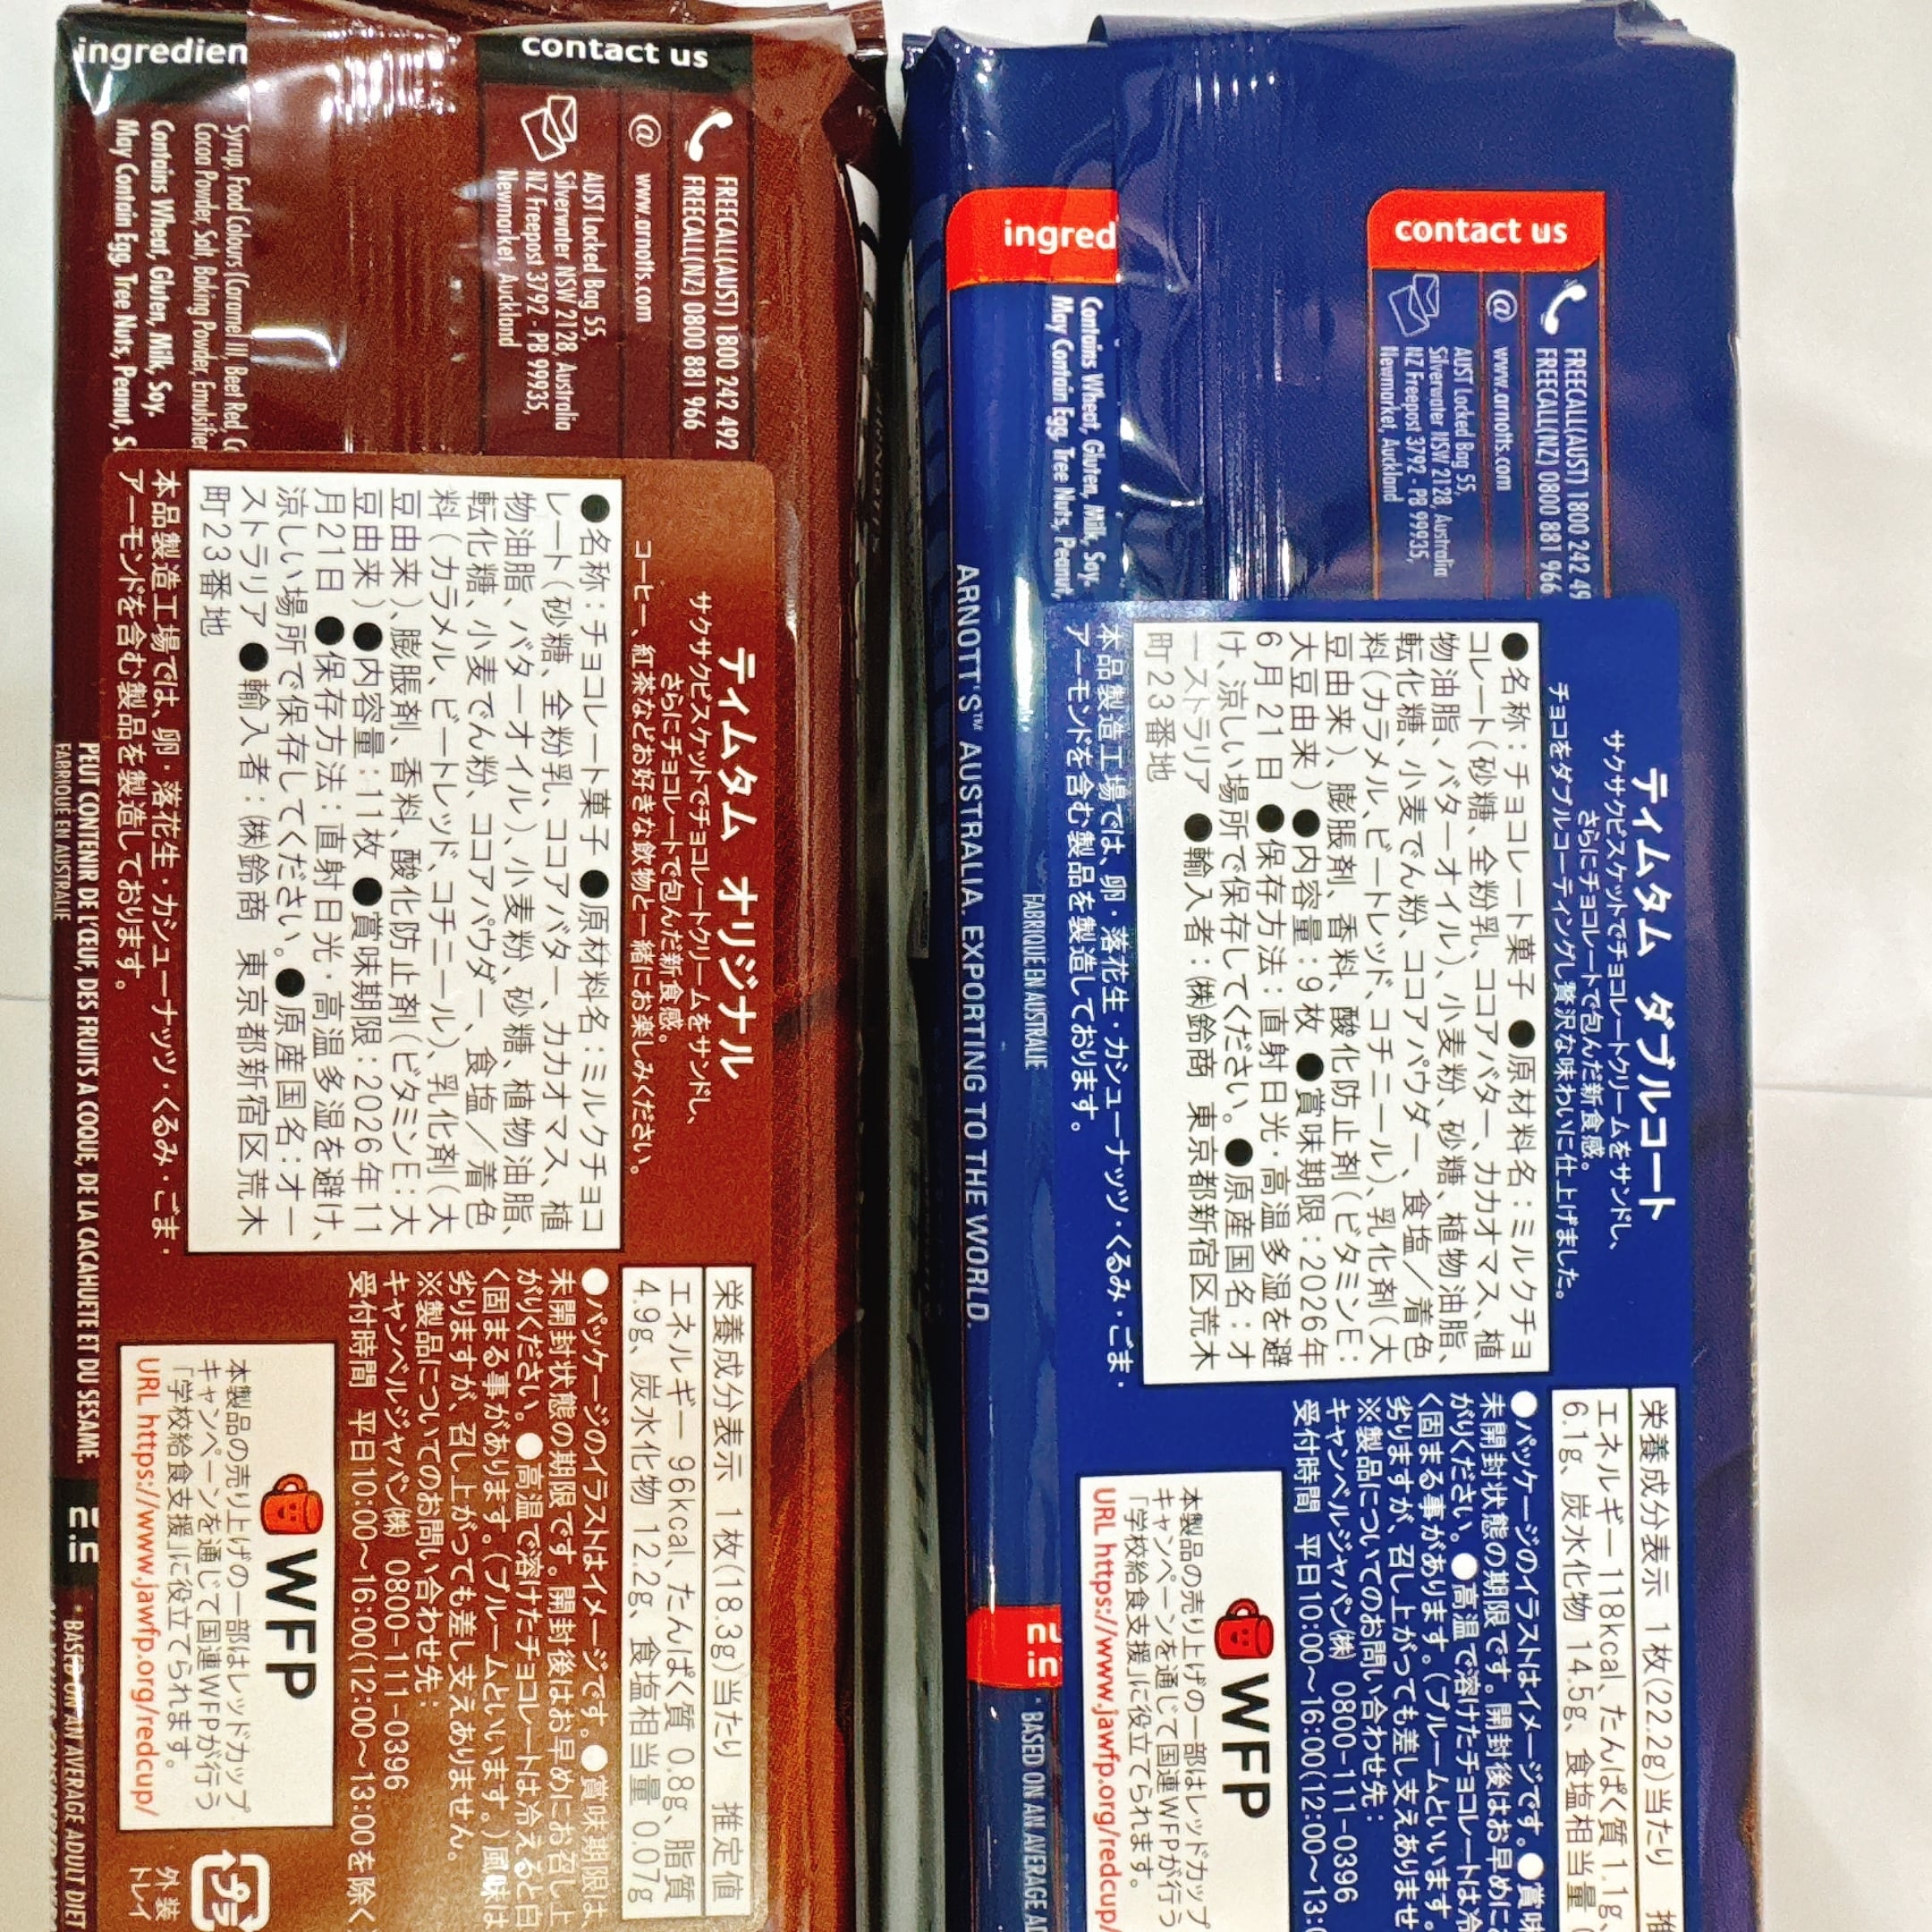 ingredien
contact us
FREECALL(AUST) 1800 242 492
FREECALL(NZ) 0800 881 966
@ www.arnotts.com
AUST Locked Bag 55,
Silverwater NSW 2128, Australia
NZ Freepost 3792 - PB 99935,
Newmarket, Auckland
Syrup, Food Colours (Caramel III, Beet Red, C
Cocoa Powder, Salt, Baking Powder, Emulsifier
Contains Wheat, Gluten, Milk, Soy.
May Contain Egg, Tree Nuts, Peanut, S
ティムタム オリジナル
サクサクビスケットでチョコレートクリームをサンドし、
さらにチョコレートで包んだ新食感。
コーヒー、紅茶などお好きな飲物と一緒にお楽しみください。
●名称:チョコレート菓子 ●原材料名:ミルクチョコ
レート(砂糖、全粉乳、ココアバター、カカオマス、植
物油脂、バターオイル)、小麦粉、砂糖、植物油脂、
転化糖、小麦でん粉、ココアパウダー、食塩/着色
料(カラメル、ビートレッド、コチニール)、乳化剤(大
豆由来)、膨脹剤、香料、酸化防止剤(ビタミンE:大
豆由来) ●内容量:11枚 ●賞味期限:2026年11
月21日 ●保存方法:直射日光・高温多湿を避け、
涼しい場所で保存してください。 ●原産国名:オー
ストラリア ●輸入者:㈱鈴商 東京都新宿区荒木
町23番地
本品製造工場では、卵・落花生・カシューナッツ・くるみ・ごま・
アーモンドを含む製品を製造しております。
PEUT CONTENIR DE L'ŒUF, DES FRUITS A COQUE, DE LA CACAHUETE ET DU SESAME.
FABRIQUE EN AUSTRALIE
栄養成分表示 1枚(18.3g)当たり 推定値
エネルギー 96kcal、たんぱく質 0.8g、脂質
4.9g、炭水化物 12.2g、食塩相当量 0.07g
●パッケージのイラストはイメージです。●賞味期限は、
未開封状態の期限です。開封後はお早めにお召し上
がりください。●高温で溶けたチョコレートは冷えると白
く固まる事があります。(ブルームといいます。)風味は
劣りますが、召し上がっても差し支えありません。
※製品についてのお問い合わせ先:
キャンベルジャパン㈱ 0800-111-0396
受付時間 平日10:00~16:00(12:00~13:00を除く
WFP
本製品の売り上げの一部はレッドカップ
キャンペーンを通じて国連WFPが行う
「学校給食支援」に役立てられます。
URL https://www.jawfp.org/redcup/
プラ
外装
トレイ
* BASED ON AN AVERAGE ADULT DIET
ingred
contact us
FREECALL(AUST) 1800 242 49
FREECALL(NZ) 0800 881 966
@ www.arnotts.com
AUST Locked Bag 55,
Silverwater NSW 2128, Australia
NZ Freepost 3792 - PB 99935,
Newmarket, Auckland
Contains Wheat, Gluten, Milk, Soy.
May Contain Egg, Tree Nuts, Peanut,
ARNOTT'S™ AUSTRALIA. EXPORTING TO THE WORLD.
FABRIQUE EN AUSTRALIE
ティムタム ダブルコート
サクサクビスケットでチョコレートクリームをサンドし、
さらにチョコレートで包んだ新食感。
チョコをダブルコーティングし贅沢な味わいに仕上げました。
●名称:チョコレート菓子 ●原材料名:ミルクチョ
コレート(砂糖、全粉乳、ココアバター、カカオマス、植
物油脂、バターオイル)、小麦粉、砂糖、植物油脂、
転化糖、小麦でん粉、ココアパウダー、食塩/着色
料(カラメル、ビートレッド、コチニール)、乳化剤(大
豆由来)、膨脹剤、香料、酸化防止剤(ビタミンE:
大豆由来) ●内容量:9枚 ●賞味期限:2026年
6月21日 ●保存方法:直射日光・高温多湿を避
け、涼しい場所で保存してください。 ●原産国名:オ
ーストラリア ●輸入者:㈱鈴商 東京都新宿区荒木
町23番地
本品製造工場では、卵・落花生・カシューナッツ・くるみ・ごま・
アーモンドを含む製品を製造しております。
栄養成分表示 1枚(22.2g)当たり 推
エネルギー 118kcal、たんぱく質 1.1g、
6.1g、炭水化物 14.5g、食塩相当量
●パッケージのイラストはイメージです。●賞味
未開封状態の期限です。開封後はお早めに
がりください。●高温で溶けたチョコレートは冷
く固まる事があります。(ブルームといいます。
劣りますが、召し上がっても差し支えありませ
※製品についてのお問い合わせ先:
キャンベルジャパン㈱ 0800-111-0396
受付時間 平日10:00~16:00(12:00~13:0
WFP
本製品の売り上げの一部はレッドカップ
キャンペーンを通じて国連WFPが行う
「学校給食支援」に役立てられます。
URL https://www.jawfp.org/redcup/
* BASED ON AN AVERAGE